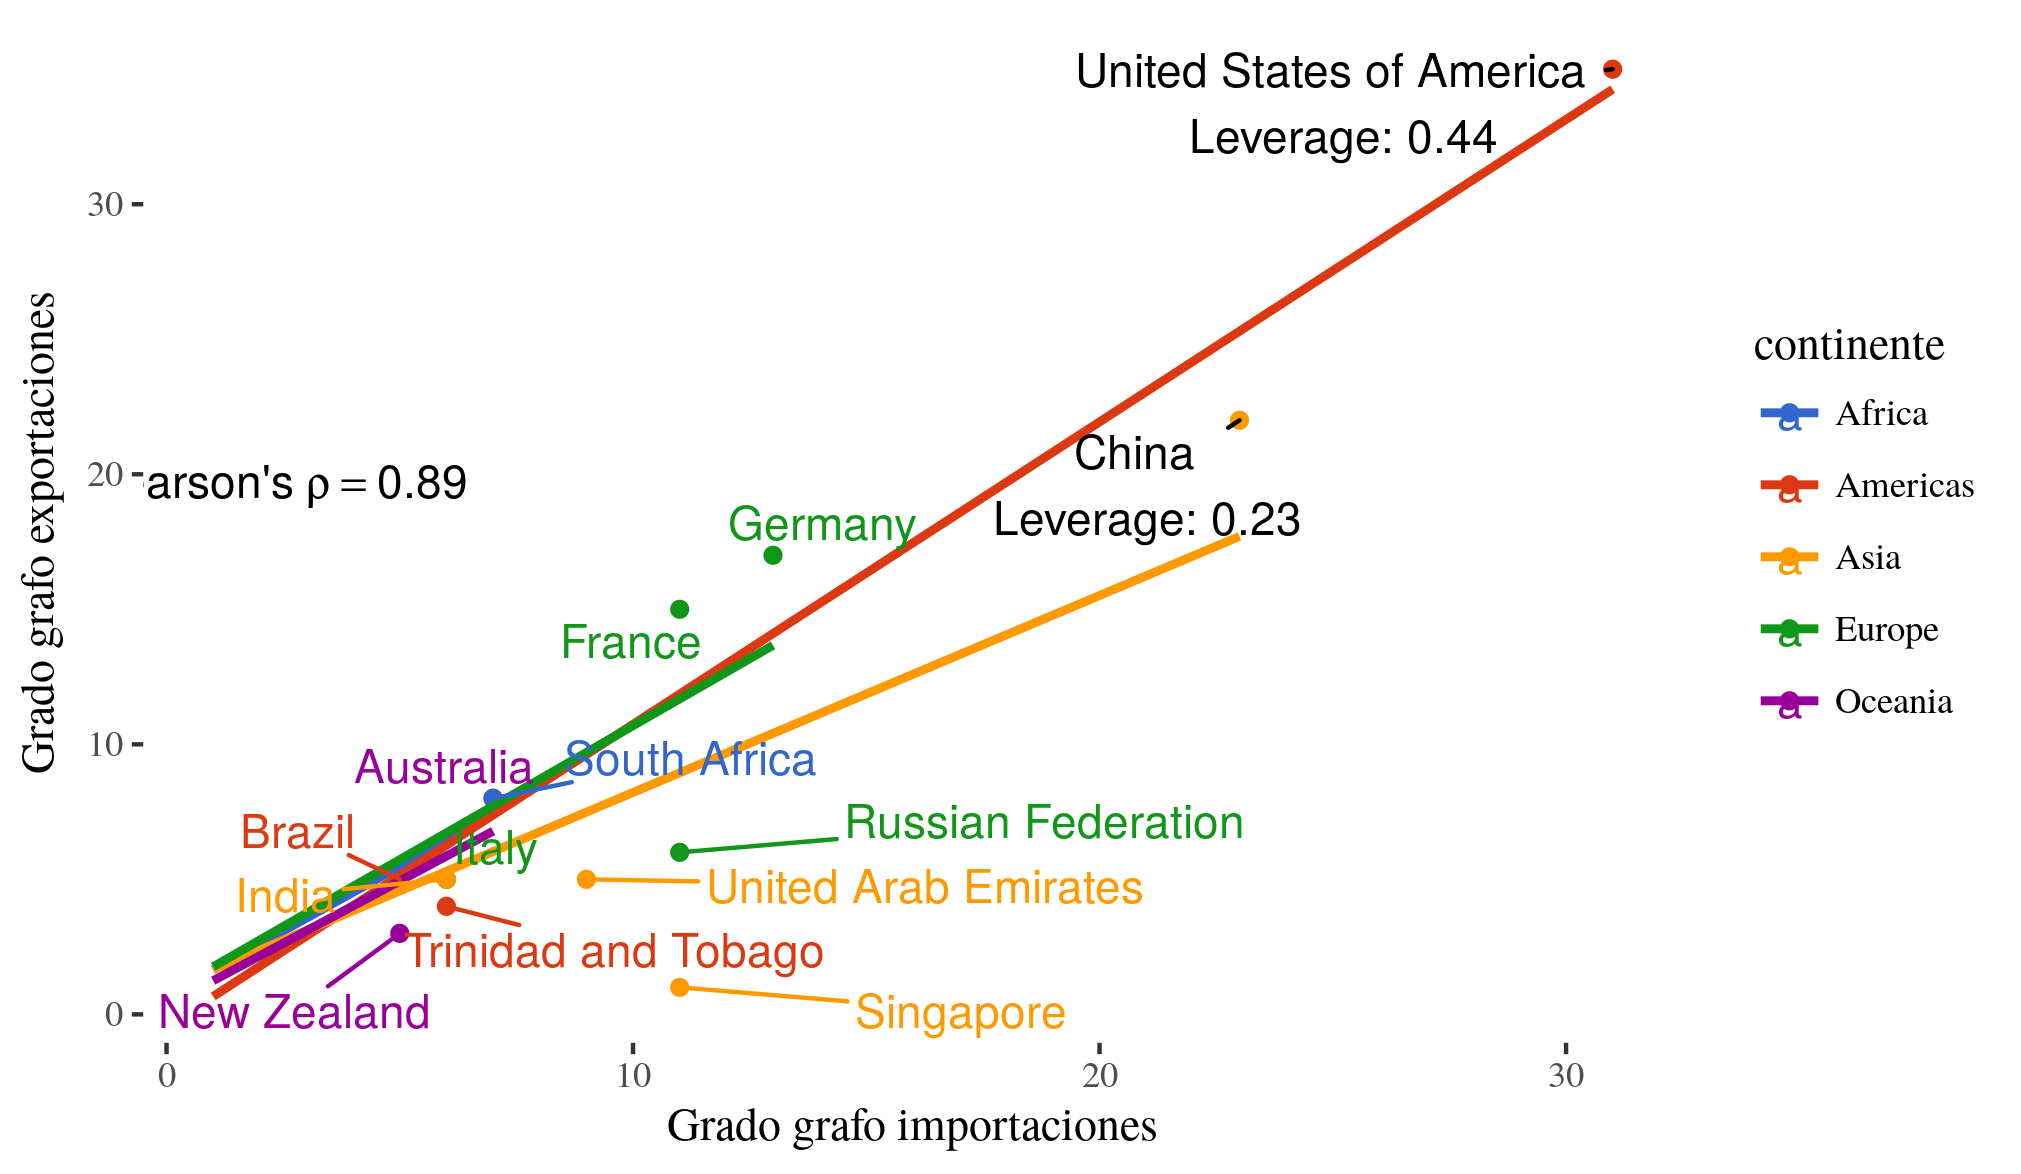 United States of America
Leverage: 0.44
30
China
20
arson's ρ = 0.89
Leverage: 0.23
Germany
France
Australia
South Africa
10
Brazil
Italy
Russian Federation
India
United Arab Emirates
Trinidad and Tobago
New Zealand
Singapore
0
0
10
20
30
Grado grafo importaciones
Grado grafo exportaciones
continente
a Africa
a Americas
a Asia
a Europe
a Oceania